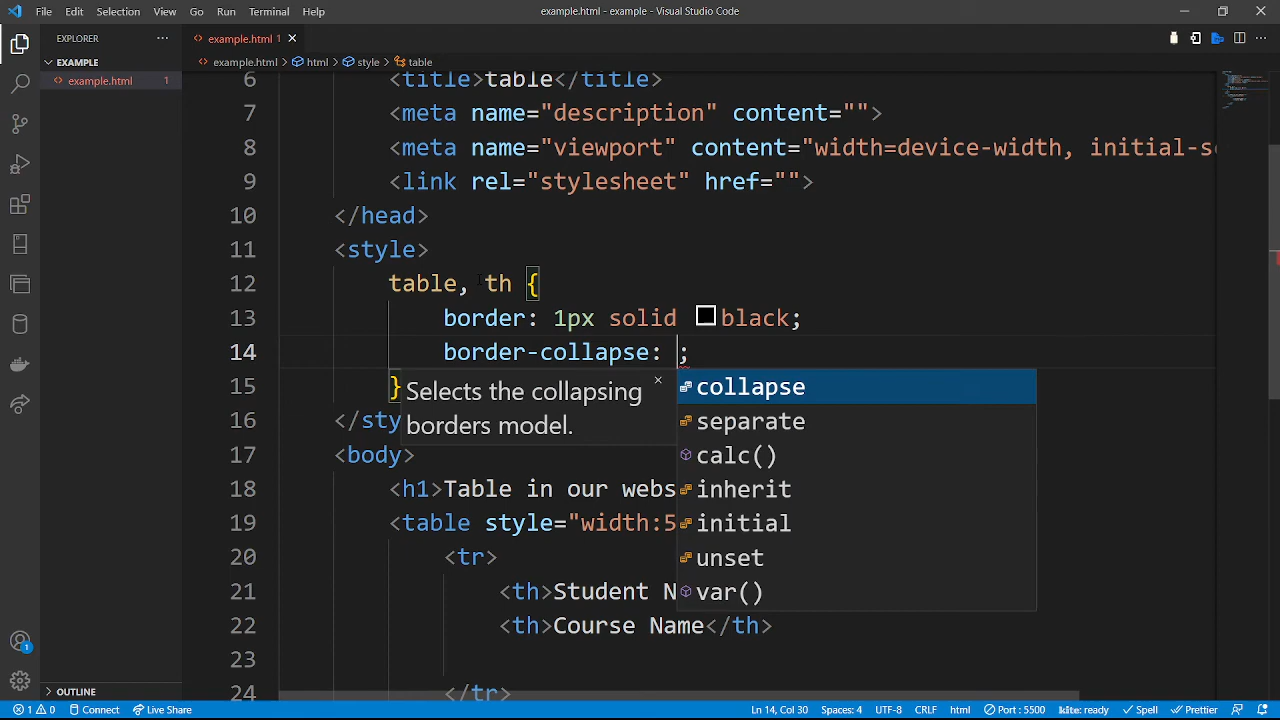 File Edit Selection View Go Run Terminal Help
example.html - example - Visual Studio Code
EXPLORER
example.html 1
EXAMPLE
example.html > html > style > table
example.html 1
6 <title>table</title>
7 <meta name="description" content="">
8 <meta name="viewport" content="width=device-width, initial-sc
9 <link rel="stylesheet" href="">
10 </head>
11 <style>
12 table, th {
13 border: 1px solid black;
14 border-collapse: ;
15 }
Selects the collapsing
borders model.
collapse
separate
calc()
inherit
initial
unset
var()
16 </sty
17 <body>
18 <h1>Table in our webs
19 <table style="width:5
20 <tr>
21 <th>Student N
22 <th>Course Name</th>
23
24 </tr>
1
OUTLINE
1 0 Connect Live Share
Ln 14, Col 30 Spaces: 4 UTF-8 CRLF html Port : 5500 kite: ready Spell Prettier